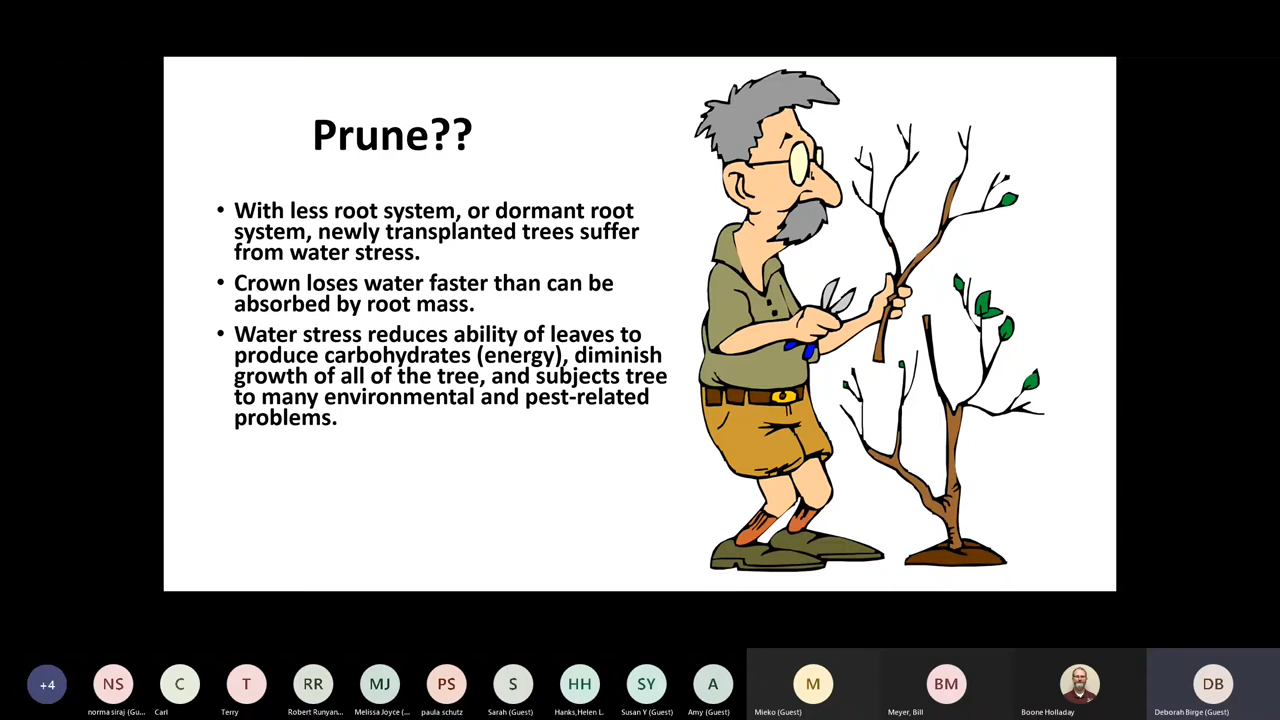 Prune??
• With less root system, or dormant root
system, newly transplanted trees suffer
from water stress.
• Crown loses water faster than can be
absorbed by root mass.
• Water stress reduces ability of leaves to
produce carbohydrates (energy), diminish
growth of all of the tree, and subjects tree
to many environmental and pest-related
problems.
+4 NS C T RR MJ PS S HH SY A M BM DB
norma siraj (Gu... Carl Terry Robert Runyan... Melissa Joyce (... paula schutz Sarah (Guest) Hanks,Helen L. Susan Y (Guest) Amy (Guest) Mieko (Guest) Meyer, Bill Boone Holladay Deborah Birge (Guest)